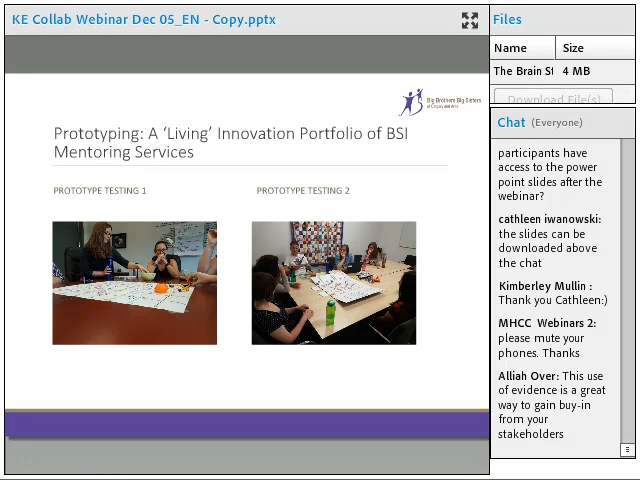 KE Collab Webinar Dec 05_EN - Copy.pptx
Big Brothers Big Sisters
Prototyping: A ‘Living’ Innovation Portfolio of BSI
Mentoring Services
PROTOTYPE TESTING 1
PROTOTYPE TESTING 2
Files
Name Size
The Brain St 4 MB
Download File(s)
Chat (Everyone)
participants have
access to the power
point slides after the
webinar?
cathleen iwanowski:
the slides can be
downloaded above
the chat
Kimberley Mullin :
Thank you Cathleen:)
MHCC Webinars 2:
please mute your
phones. Thanks
Alliah Over: This use
of evidence is a great
way to gain buy-in
from your
stakeholders